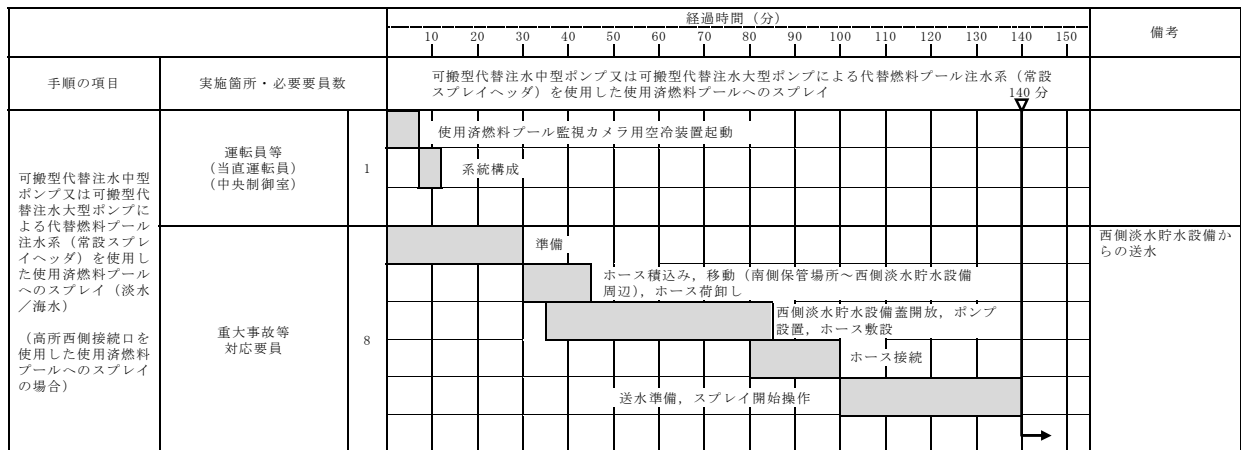 経過時間（分）
備考
10 20 30 40 50 60 70 80 90 100 110 120 130 140 150
手順の項目
実施箇所・必要要員数
可搬型代替注水中型ポンプ又は可搬型代替注水大型ポンプによる代替燃料プール注水系（常設
スプレイヘッダ）を使用した使用済燃料プールへのスプレイ
140 分
可搬型代替注水中型
ポンプ又は可搬型代
替注水大型ポンプに
よる代替燃料プール
注水系（常設スプレ
イヘッダ）を使用し
た使用済燃料プール
へのスプレイ（淡水
／海水）
（高所西側接続口を
使用した使用済燃料
プールへのスプレイ
の場合）
運転員等
（当直運転員）
（中央制御室）
1
使用済燃料プール監視カメラ用空冷装置起動
系統構成
重大事故等
対応要員
8
準備
ホース積込み，移動（南側保管場所～西側淡水貯水設備
周辺），ホース荷卸し
西側淡水貯水設備蓋開放，ポンプ
設置，ホース敷設
ホース接続
送水準備，スプレイ開始操作
西側淡水貯水設備か
らの送水